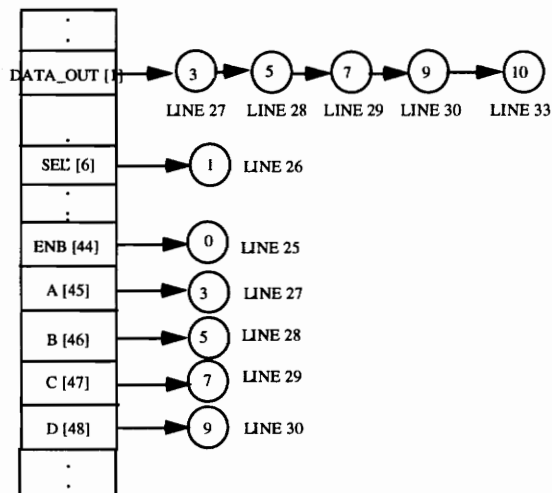 DATA_OUT [1] 3 5 7 9 10
LINE 27 LINE 28 LINE 29 LINE 30 LINE 33
SEL [6] 1 LINE 26
ENB [44] 0 LINE 25
A [45] 3 LINE 27
B [46] 5 LINE 28
C [47] 7 LINE 29
D [48] 9 LINE 30